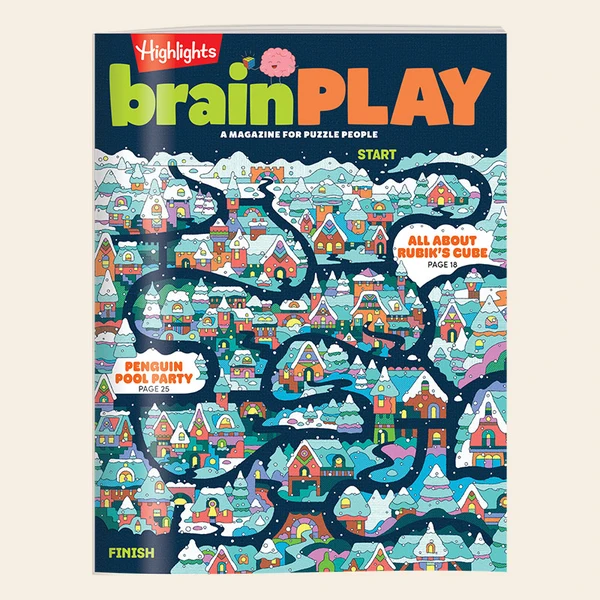 Highlights
brainPLAY
A MAGAZINE FOR PUZZLE PEOPLE
START
ALL ABOUT
RUBIK'S CUBE
PAGE 18
PENGUIN
POOL PARTY
PAGE 25
FINISH